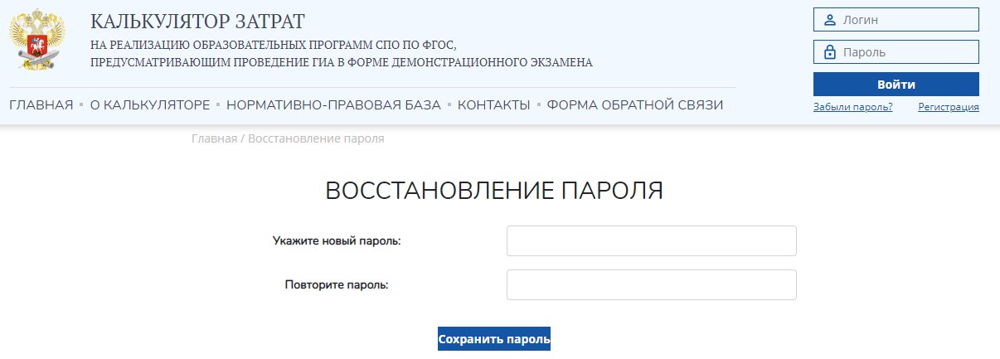 КАЛЬКУЛЯТОР ЗАТРАТ
НА РЕАЛИЗАЦИЮ ОБРАЗОВАТЕЛЬНЫХ ПРОГРАММ СПО ПО ФГОС,
ПРЕДУСМАТРИВАЮЩИМ ПРОВЕДЕНИЕ ГИА В ФОРМЕ ДЕМОНСТРАЦИОННОГО ЭКЗАМЕНА
Логин
Пароль
Войти
Забыли пароль? Регистрация
ГЛАВНАЯ О КАЛЬКУЛЯТОРЕ НОРМАТИВНО-ПРАВОВАЯ БАЗА КОНТАКТЫ ФОРМА ОБРАТНОЙ СВЯЗИ
Главная / Восстановление пароля
ВОССТАНОВЛЕНИЕ ПАРОЛЯ
Укажите новый пароль:
Повторите пароль:
Сохранить пароль